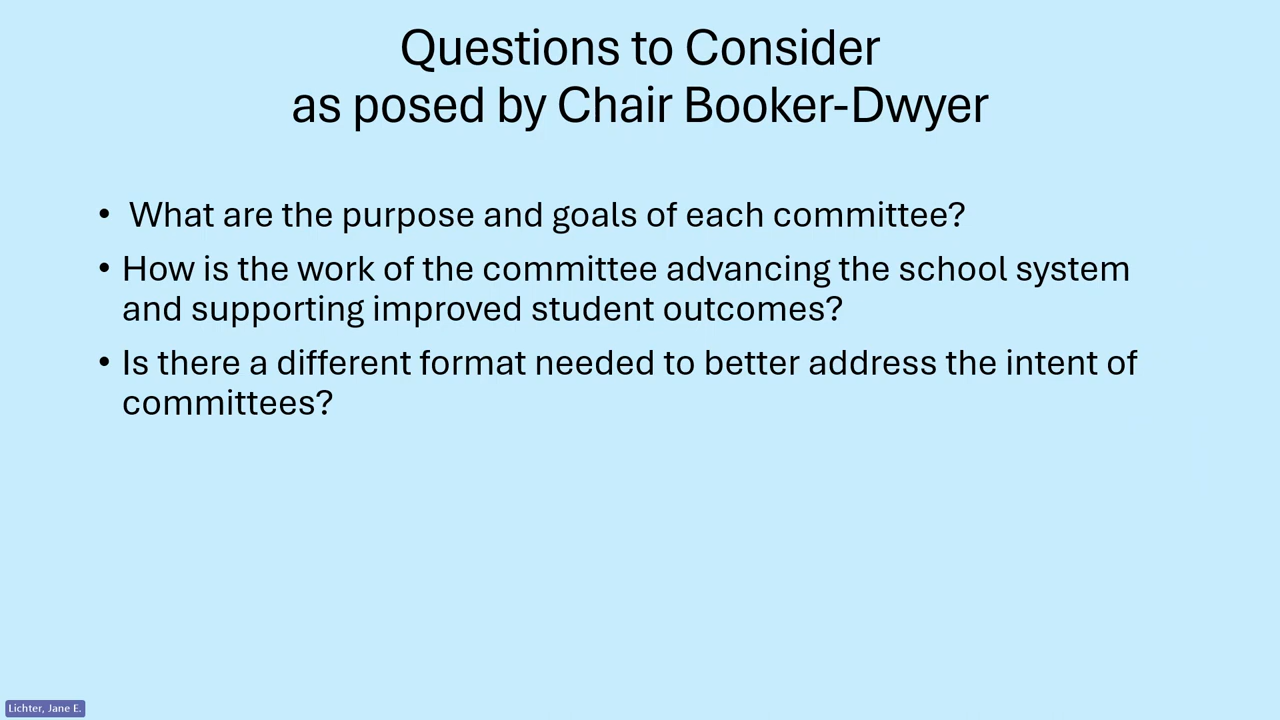 Questions to Consider
as posed by Chair Booker-Dwyer
• What are the purpose and goals of each committee?
• How is the work of the committee advancing the school system
and supporting improved student outcomes?
• Is there a different format needed to better address the intent of
committees?
Lichter, Jane E.